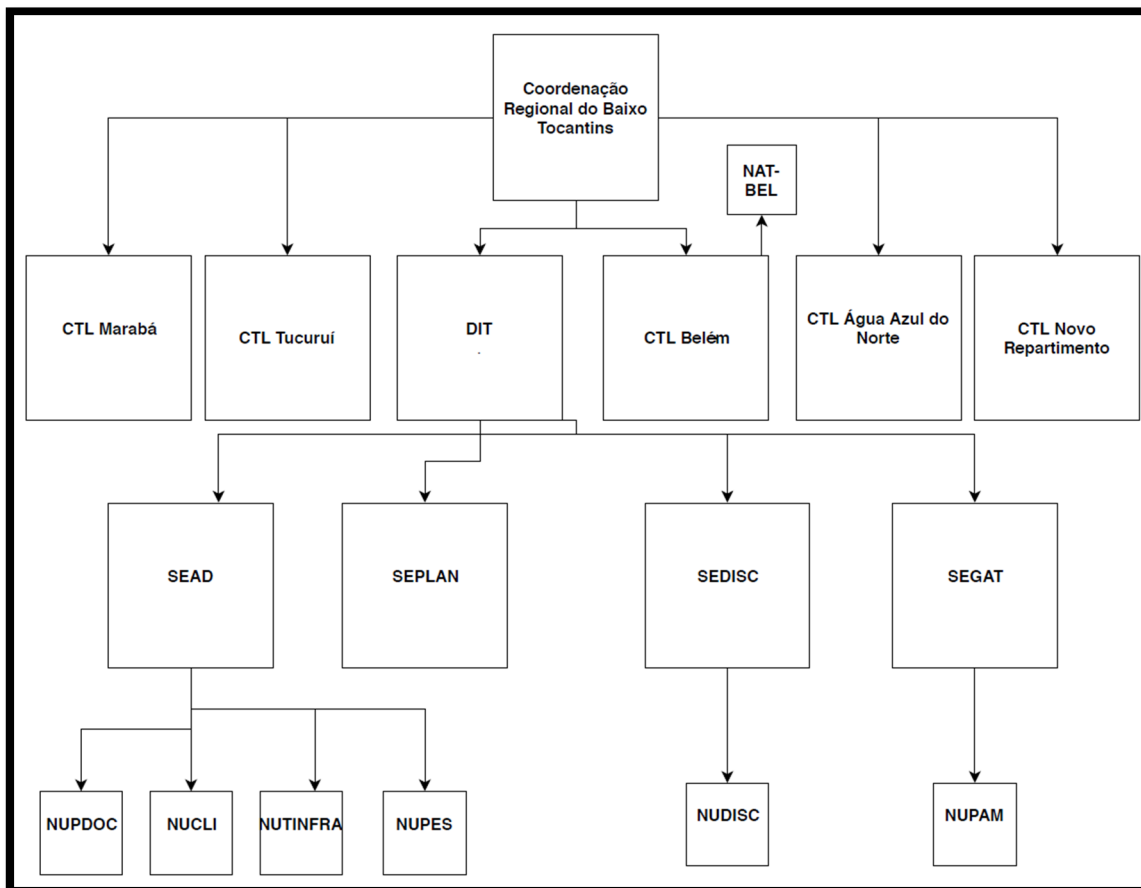 Coordenação
Regional do Baixo
Tocantins
NAT-
BEL
CTL Marabá
CTL Tucuruí
DIT
.
CTL Belém
CTL Água Azul do
Norte
CTL Novo
Repartimento
SEAD
SEPLAN
SEDISC
SEGAT
NUPDOC
NUCLI
NUTINFRA
NUPES
NUDISC
NUPAM